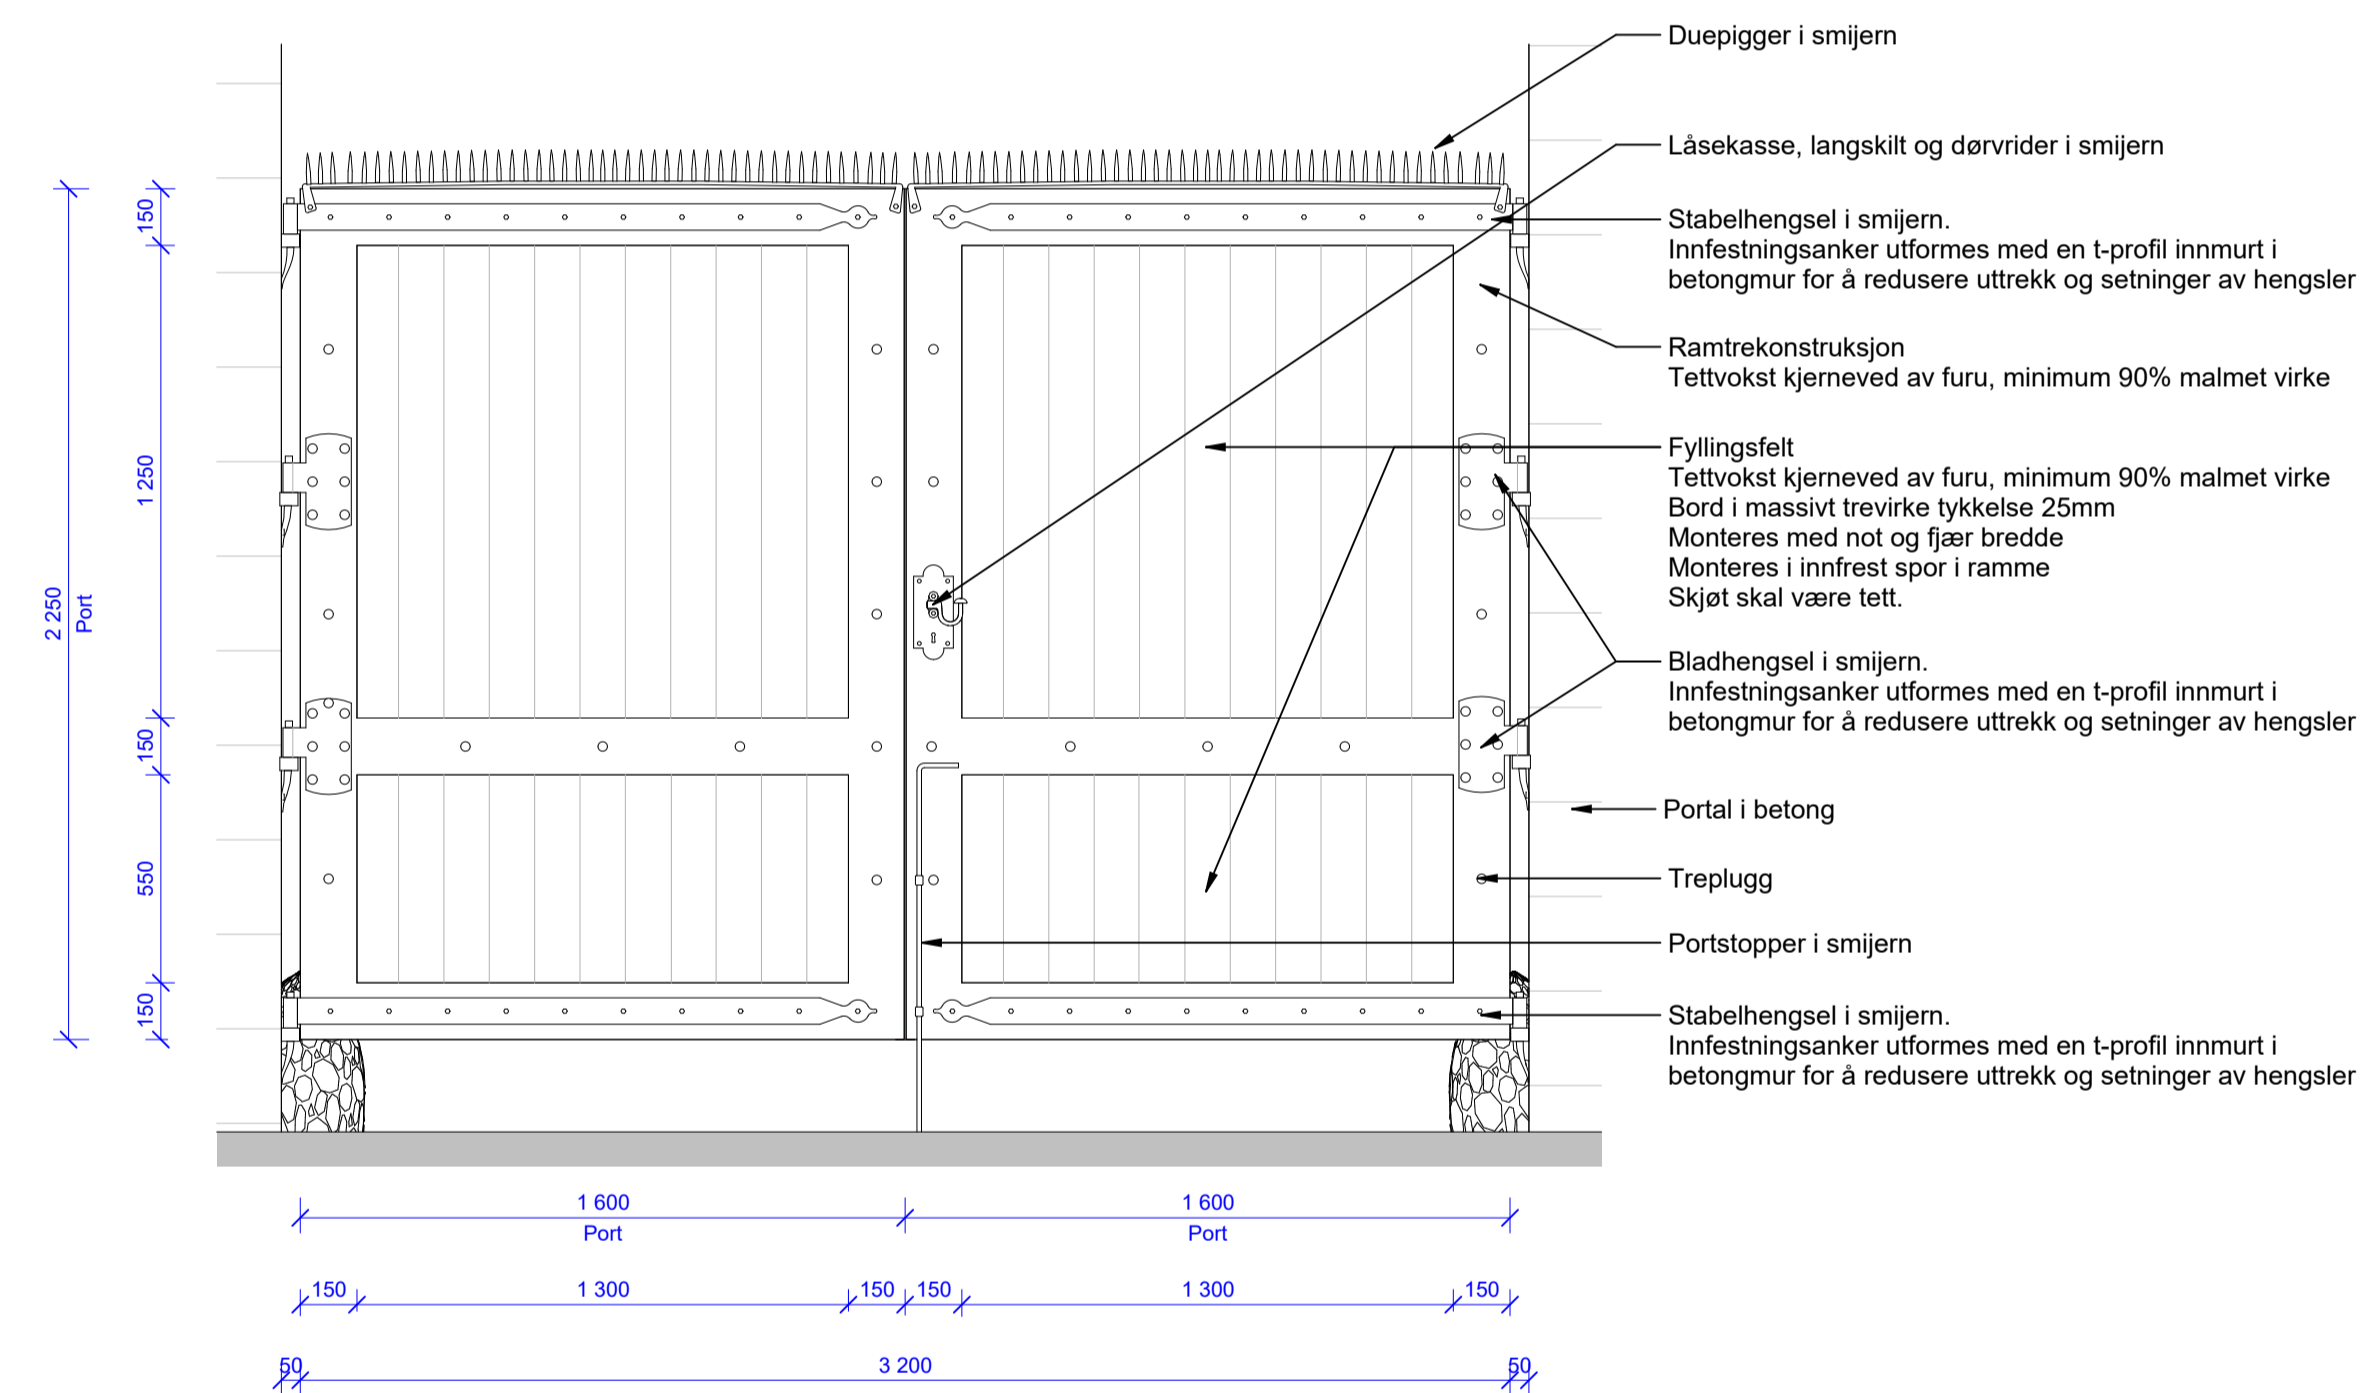 Duepigger i smijern
Låsekasse, langskilt og dørvrider i smijern
Stabelhengsel i smijern.
Innfestningsanker utformes med en t-profil innmurt i
betongmur for å redusere uttrekk og setninger av hengsler
Ramtrekonstruksjon
Tettvokst kjerneved av furu, minimum 90% malmet virke
Fyllingsfelt
Tettvokst kjerneved av furu, minimum 90% malmet virke
Bord i massivt trevirke tykkelse 25mm
Monteres med not og fjær bredde
Monteres i innfrest spor i ramme
Skjøt skal være tett.
Bladhengsel i smijern.
Innfestningsanker utformes med en t-profil innmurt i
betongmur for å redusere uttrekk og setninger av hengsler
Portal i betong
Treplugg
Portstopper i smijern
Stabelhengsel i smijern.
Innfestningsanker utformes med en t-profil innmurt i
betongmur for å redusere uttrekk og setninger av hengsler
2 250
Port
150
1 250
150
550
150
1 600
Port
1 600
Port
150
1 300
150
150
1 300
150
50
3 200
50